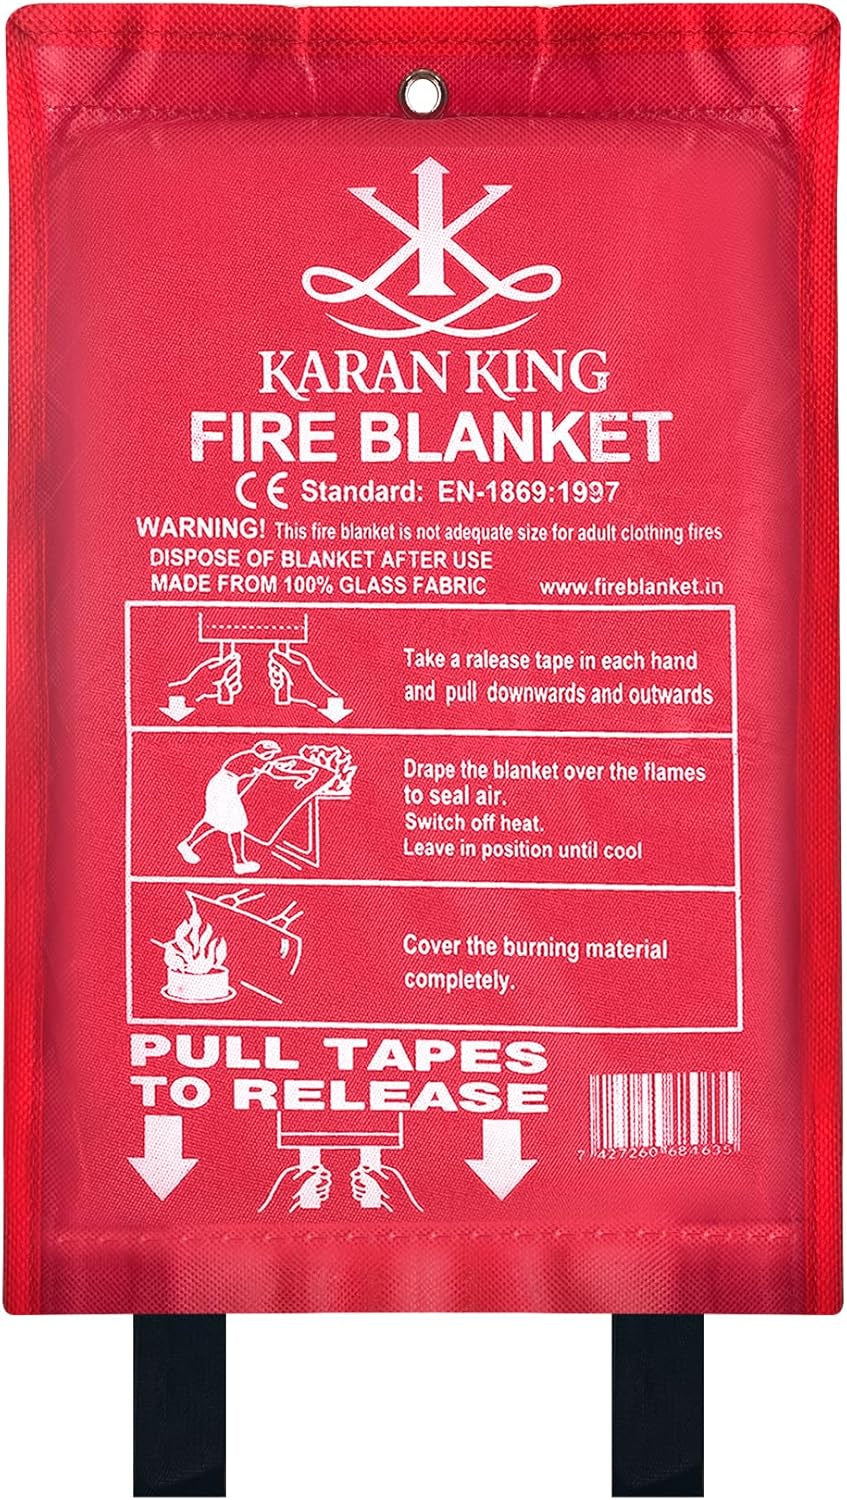 KARAN KING
FIRE BLANKET
CE Standard: EN-1869:1997
WARNING! This fire blanket is not adequate size for adult clothing fires
DISPOSE OF BLANKET AFTER USE
MADE FROM 100% GLASS FABRIC www.fireblanket.in
Take a ralease tape in each hand
and pull downwards and outwards
Drape the blanket over the flames
to seal air.
Switch off heat.
Leave in position until cool
Cover the burning material
completely.
PULL TAPES
TO RELEASE
7 427260 684635